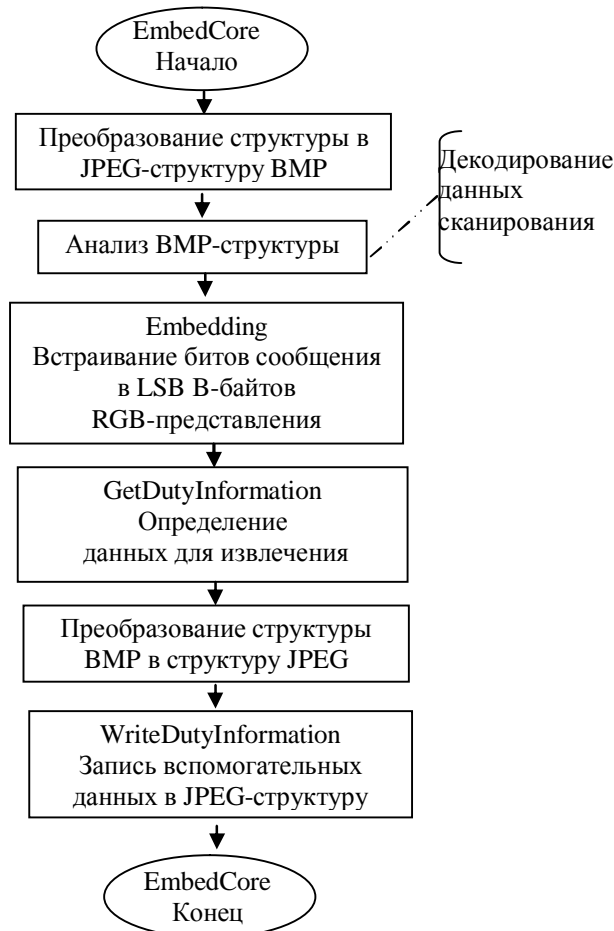 EmbedCore
Начало
Преобразование структуры в
JPEG-структуру BMP
Декодирование
данных
сканирования
Анализ BMP-структуры
Embedding
Встраивание битов сообщения
в LSB B-байтов
RGB-представления
GetDutyInformation
Определение
данных для извлечения
Преобразование структуры
BMP в структуру JPEG
WriteDutyInformation
Запись вспомогательных
данных в JPEG-структуру
EmbedCore
Конец